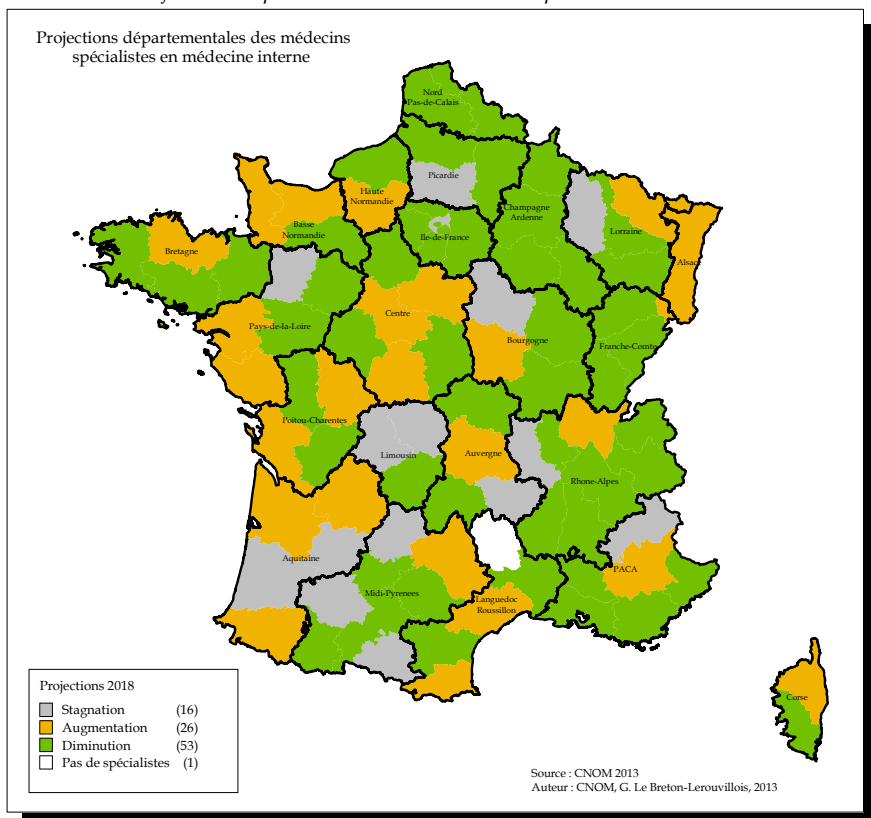 Projections départementales des médecins
spécialistes en médecine interne
Nord
Pas-de-Calais
Picardie
Haute
Normandie
Champagne
Ardenne
Basse
Normandie
Ile-de-France
Lorraine
Bretagne
Alsace
Centre
Pays-de-la-Loire
Bourgogne
Franche-Comte
Poitou-Charentes
Limousin
Auvergne
Rhone-Alpes
Aquitaine
PACA
Midi-Pyrenees
Languedoc
Roussillon
Corse
Projections 2018
Stagnation (16)
Augmentation (26)
Diminution (53)
Pas de spécialistes (1)
Source : CNOM 2013
Auteur : CNOM, G. Le Breton-Lerouvillois, 2013